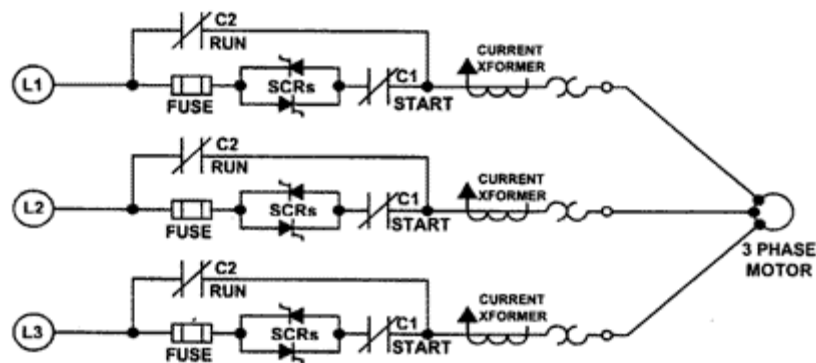 C2
RUN
L1
FUSE
SCRs
C1
START
CURRENT
XFORMER
C2
RUN
L2
FUSE
SCRs
C1
START
CURRENT
XFORMER
3 PHASE
MOTOR
C2
RUN
L3
FUSE
SCRs
C1
START
CURRENT
XFORMER